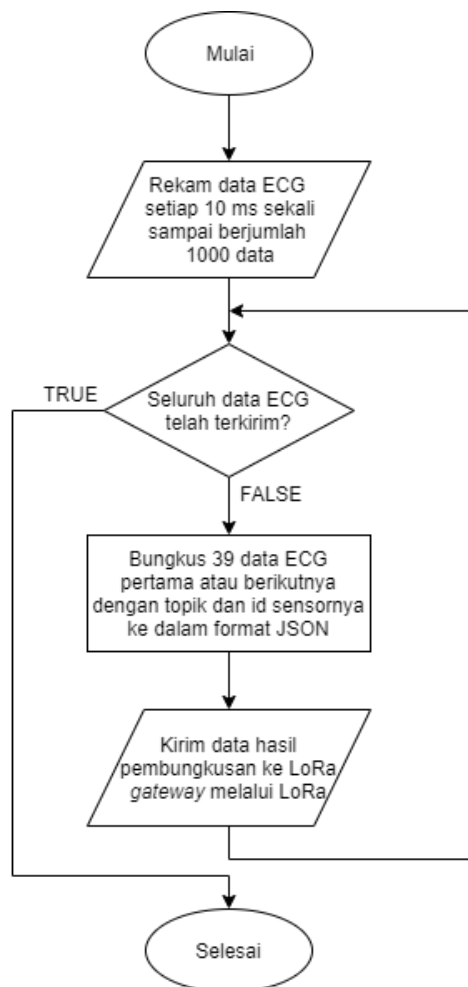 Mulai
Rekam data ECG
setiap 10 ms sekali
sampai berjumlah
1000 data
TRUE
Seluruh data ECG
telah terkirim?
FALSE
Bungkus 39 data ECG
pertama atau berikutnya
dengan topik dan id sensornya
ke dalam format JSON
Kirim data hasil
pembungkusan ke LoRa
gateway melalui LoRa
Selesai